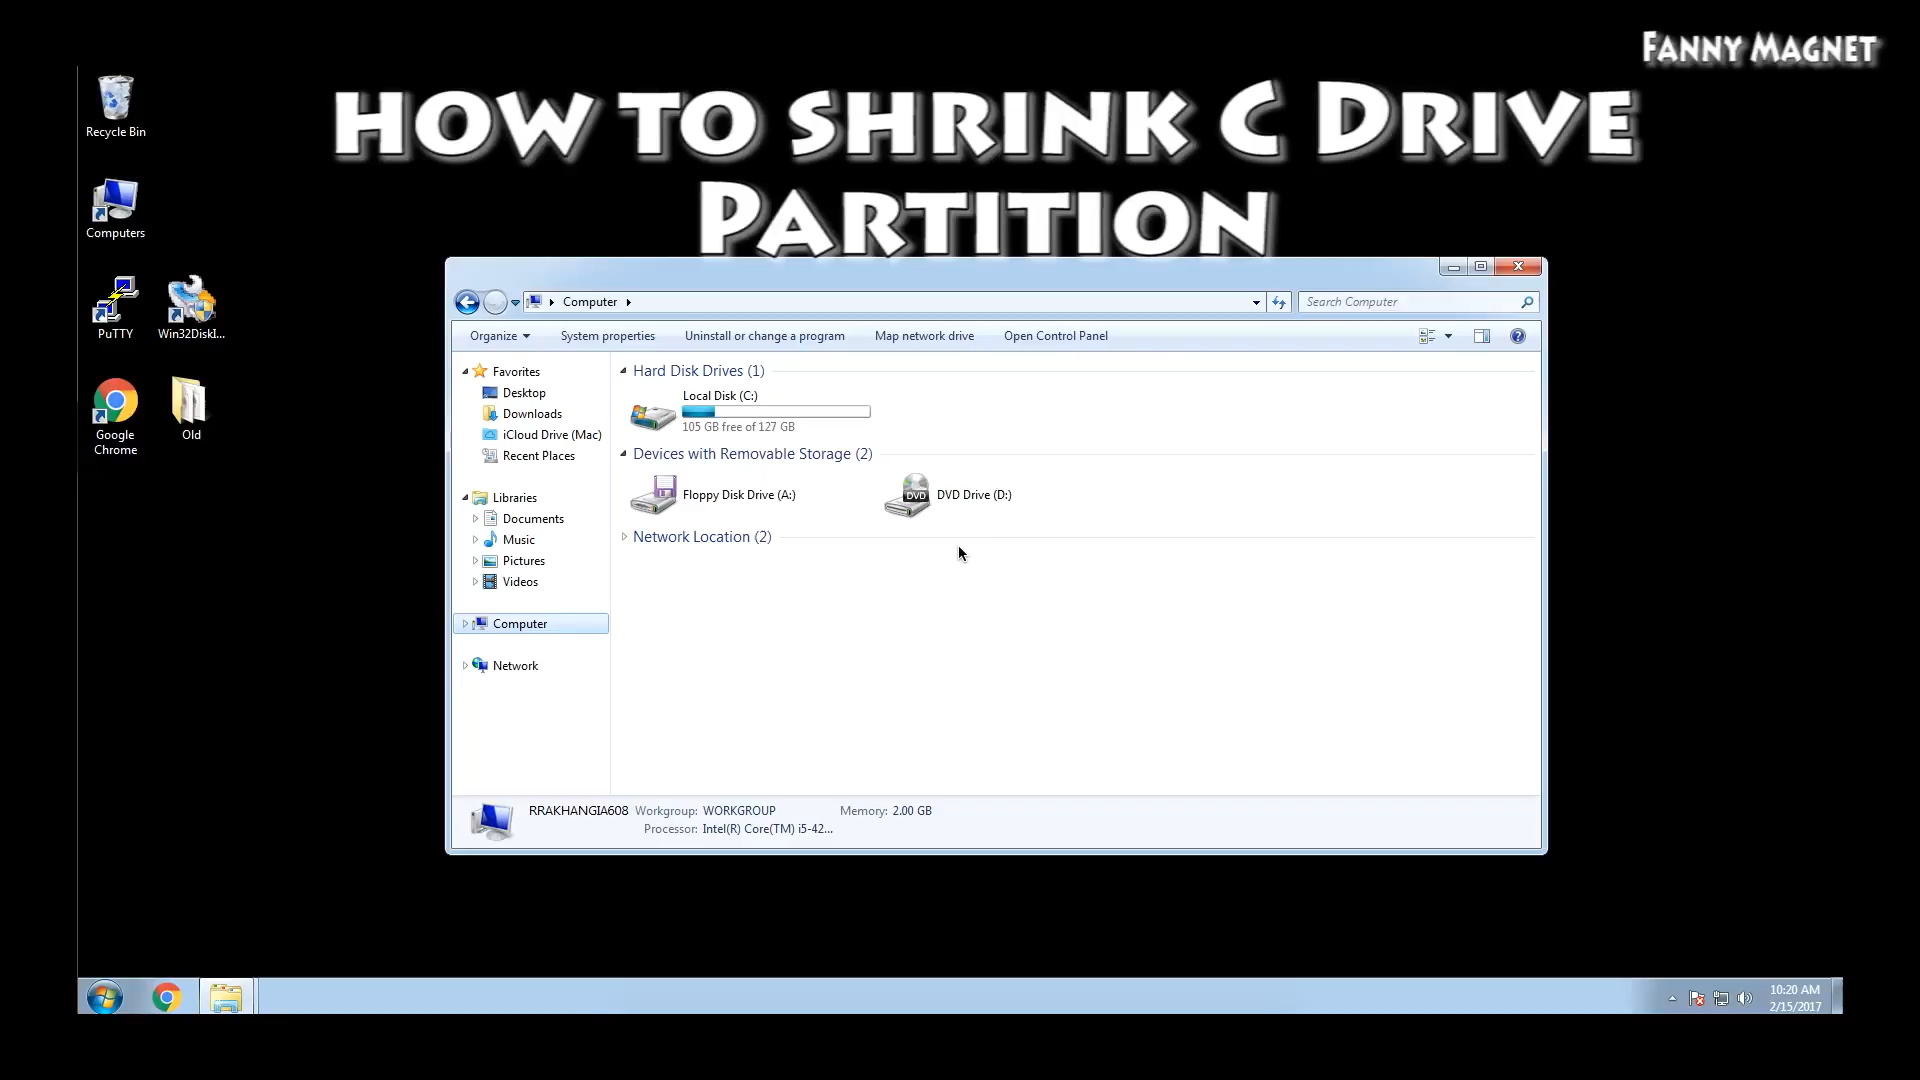 Fanny Magnet
How to shrink C Drive
Partition
Recycle Bin
Computers
PuTTY
Win32DiskI...
Google
Chrome
Old
Computer
Search Computer
Organize
System properties
Uninstall or change a program
Map network drive
Open Control Panel
Favorites
Desktop
Downloads
iCloud Drive (Mac)
Recent Places
Libraries
Documents
Music
Pictures
Videos
Computer
Network
Hard Disk Drives (1)
Local Disk (C:)
105 GB free of 127 GB
Devices with Removable Storage (2)
Floppy Disk Drive (A:)
DVD
DVD Drive (D:)
Network Location (2)
RRAKHANGIA608 Workgroup: WORKGROUP Memory: 2.00 GB
Processor: Intel(R) Core(TM) i5-42...
10:20 AM
2/15/2017